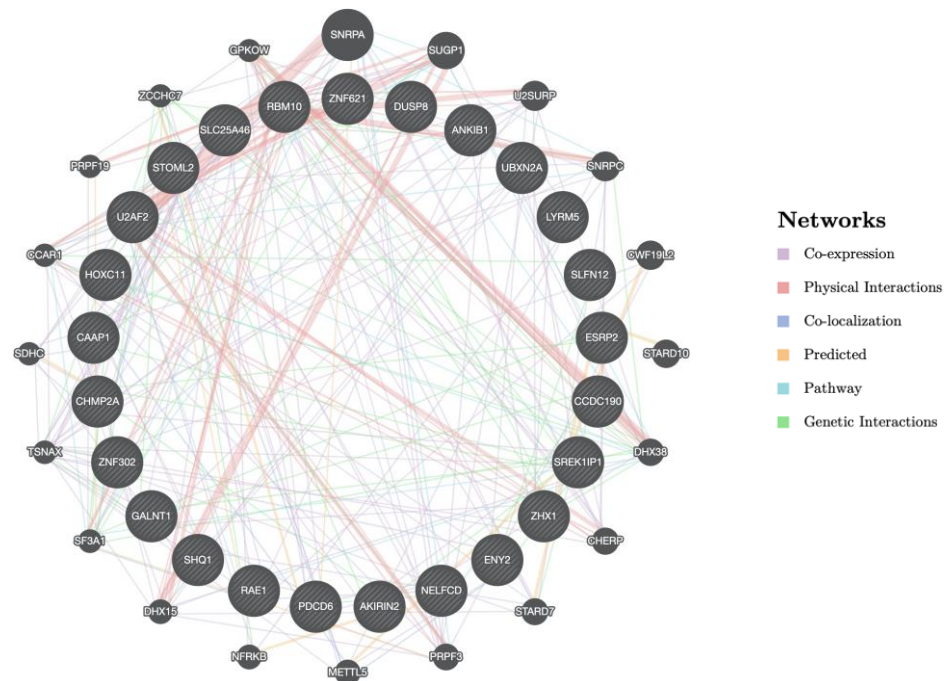 SNRPA
GPKOW
SUGP1
ZCCHC7
RBM10
ZNF621
DUSP8
U2SURP
SLC25A46
ANKIB1
PRPF19
STOML2
UBXN2A
SNRPC
U2AF2
LYRM5
CCAR1
HOXC11
SLFN12
CWF19L2
SDHC
CAAP1
ESRP2
STARD10
CHMP2A
CCDC190
TSNAX
ZNF302
SREK1IP1
DHX38
SF3A1
GALNT1
ZHX1
CHERP
SHQ1
ENY2
DHX15
RAE1
PDCD6
AKIRIN2
NELFCD
STARD7
NFRKB
METTL5
PRPF3
Networks
Co-expression
Physical Interactions
Co-localization
Predicted
Pathway
Genetic Interactions